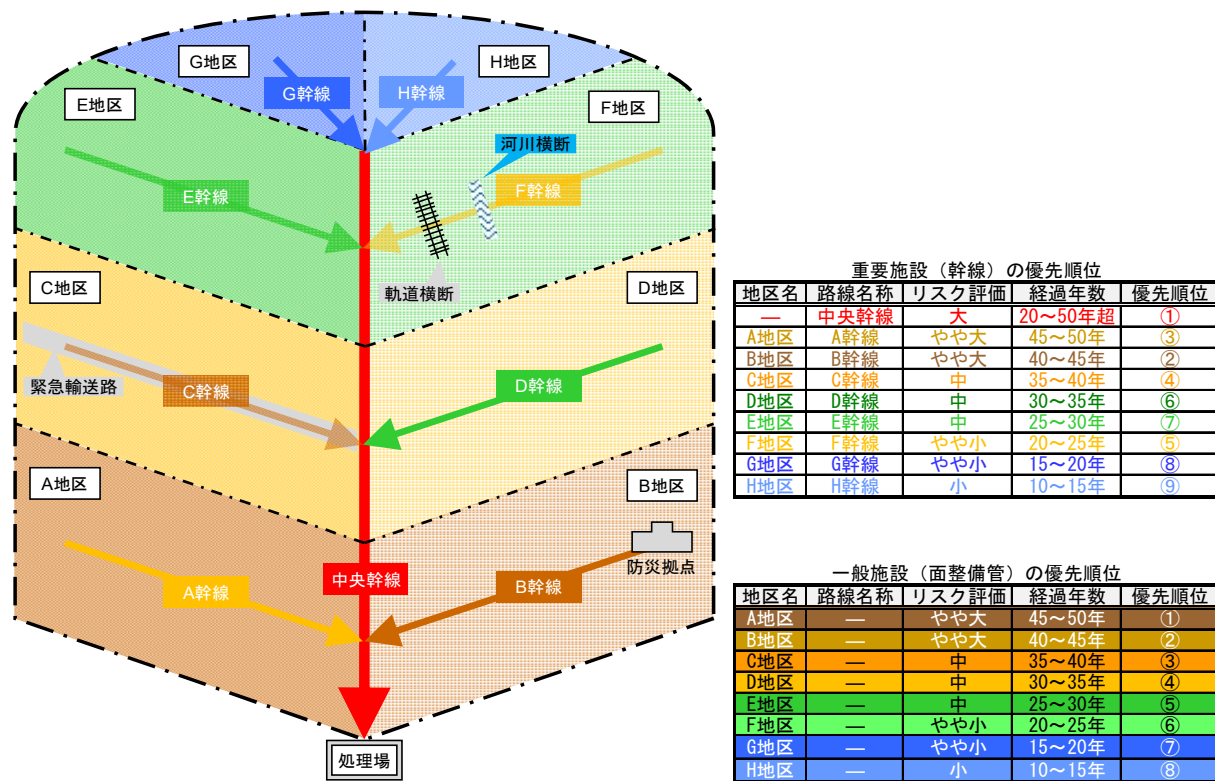 G地区
H地区
G幹線
H幹線
E地区
F地区
河川横断
E幹線
F幹線
軌道横断
C地区
D地区
緊急輸送路
C幹線
D幹線
A地区
B地区
防災拠点
A幹線
中央幹線
B幹線
処理場
重要施設（幹線）の優先順位
地区名 路線名称 リスク評価 経過年数 優先順位
― 中央幹線 大 20～50年超 ①
A地区 A幹線 やや大 45～50年 ③
B地区 B幹線 やや大 40～45年 ②
C地区 C幹線 中 35～40年 ④
D地区 D幹線 中 30～35年 ⑥
E地区 E幹線 中 25～30年 ⑦
F地区 F幹線 やや小 20～25年 ⑤
G地区 G幹線 やや小 15～20年 ⑧
H地区 H幹線 小 10～15年 ⑨
一般施設（面整備管）の優先順位
地区名 路線名称 リスク評価 経過年数 優先順位
A地区 ― やや大 45～50年 ①
B地区 ― やや大 40～45年 ②
C地区 ― 中 35～40年 ③
D地区 ― 中 30～35年 ④
E地区 ― 中 25～30年 ⑤
F地区 ― やや小 20～25年 ⑥
G地区 ― やや小 15～20年 ⑦
H地区 ― 小 10～15年 ⑧